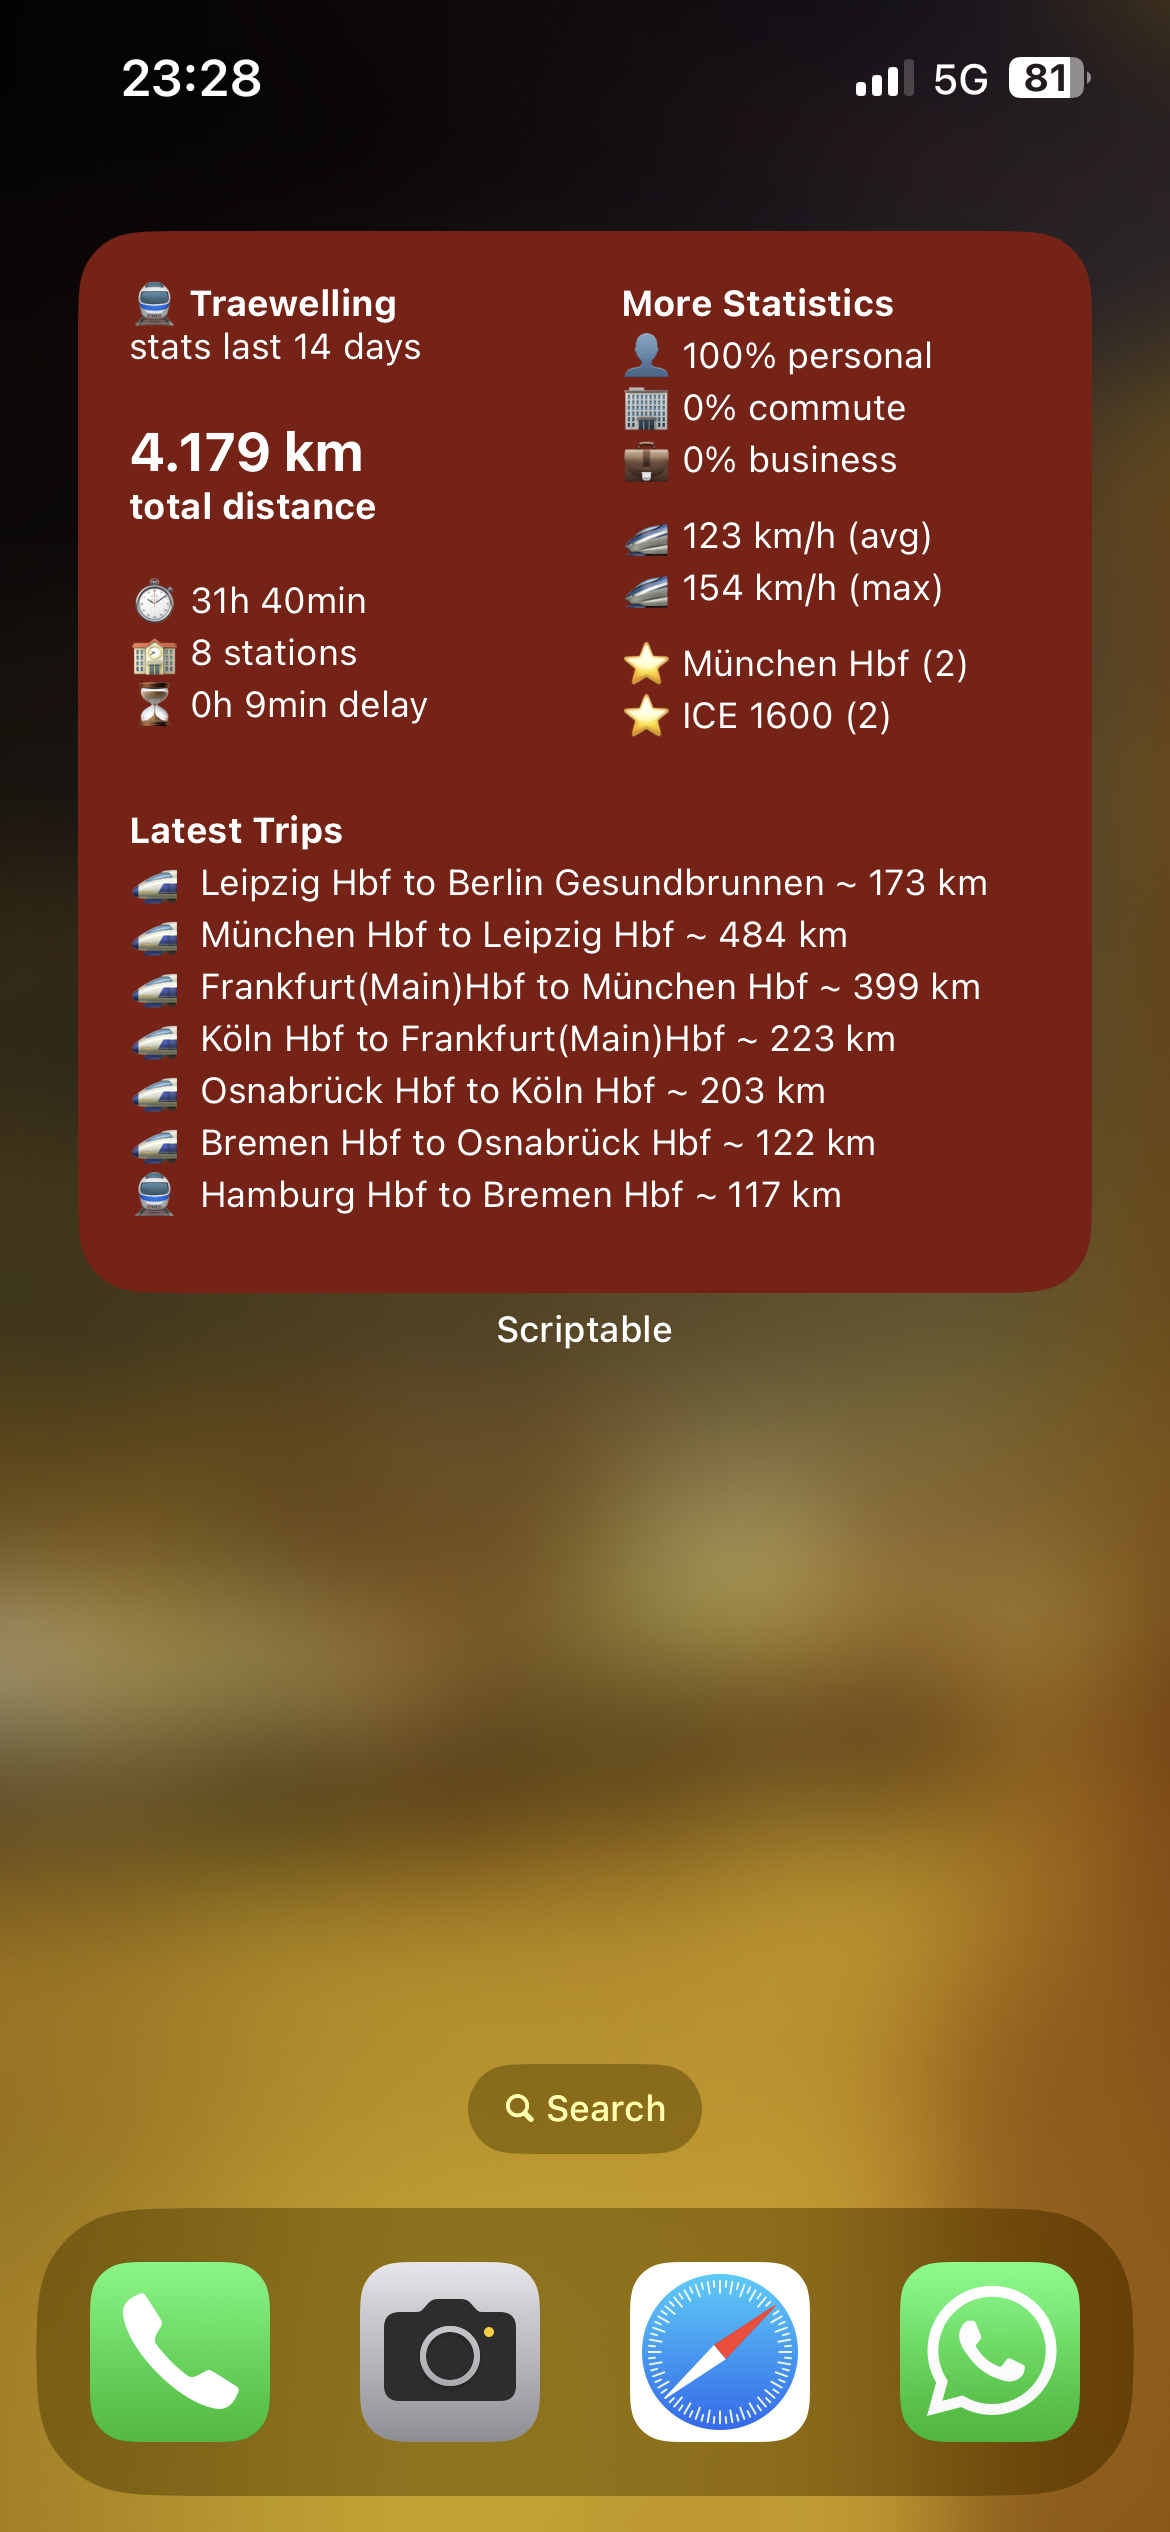 23:28
5G
81
Traewelling
stats last 14 days
4.179 km
total distance
31h 40min
8 stations
0h 9min delay
More Statistics
100% personal
0% commute
0% business
123 km/h (avg)
154 km/h (max)
München Hbf (2)
ICE 1600 (2)
Latest Trips
Leipzig Hbf to Berlin Gesundbrunnen ~ 173 km
München Hbf to Leipzig Hbf ~ 484 km
Frankfurt(Main)Hbf to München Hbf ~ 399 km
Köln Hbf to Frankfurt(Main)Hbf ~ 223 km
Osnabrück Hbf to Köln Hbf ~ 203 km
Bremen Hbf to Osnabrück Hbf ~ 122 km
Hamburg Hbf to Bremen Hbf ~ 117 km
Scriptable
Search